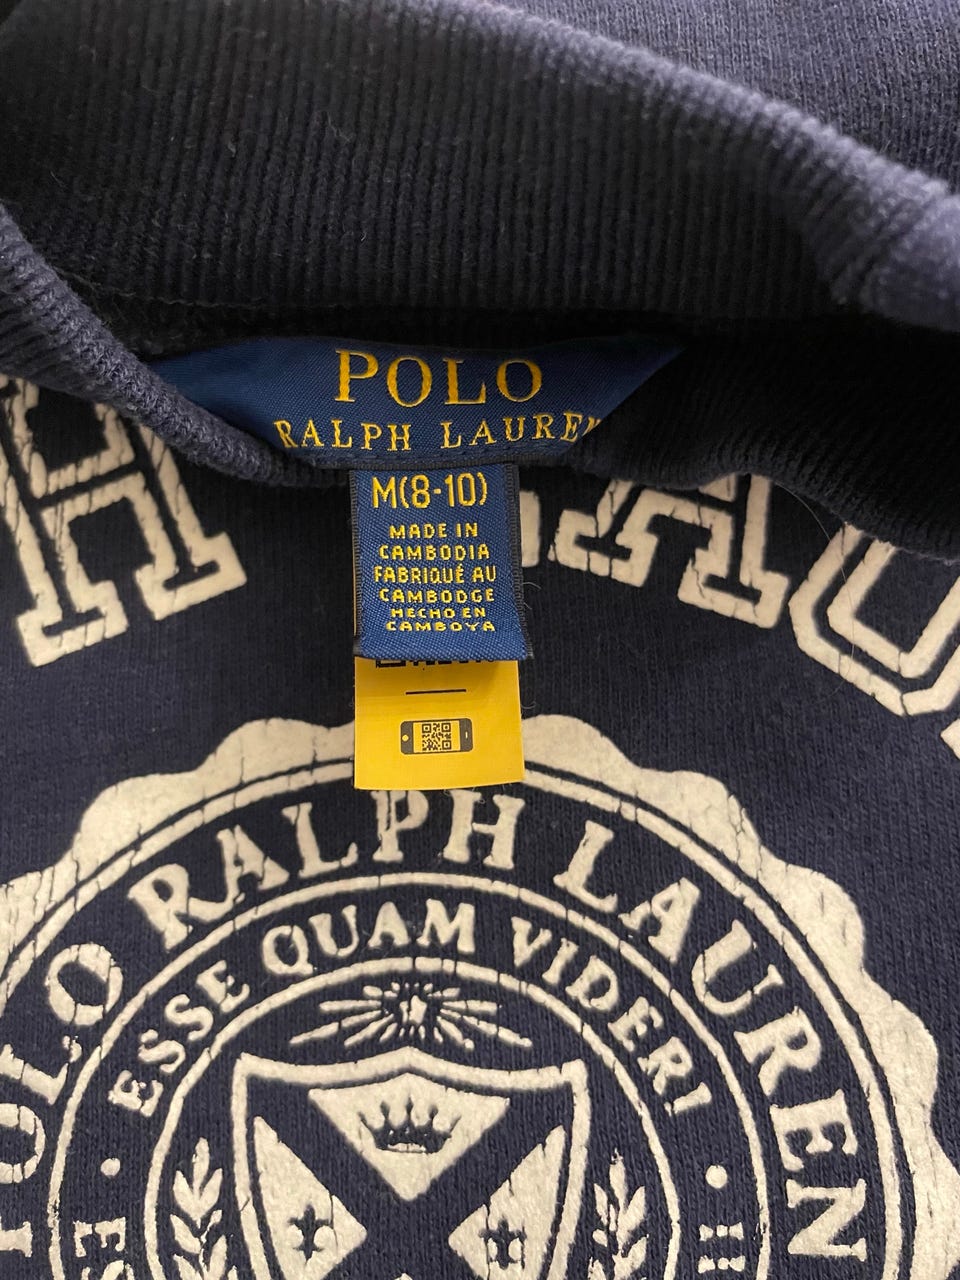 POLO
RALPH LAUREN
M(8-10)
MADE IN
CAMBODIA
FABRIQUÉ AU
CAMBODGE
HECHO EN
CAMBOYA
POLO RALPH LAUREN
ESSE QUAM VIDERI